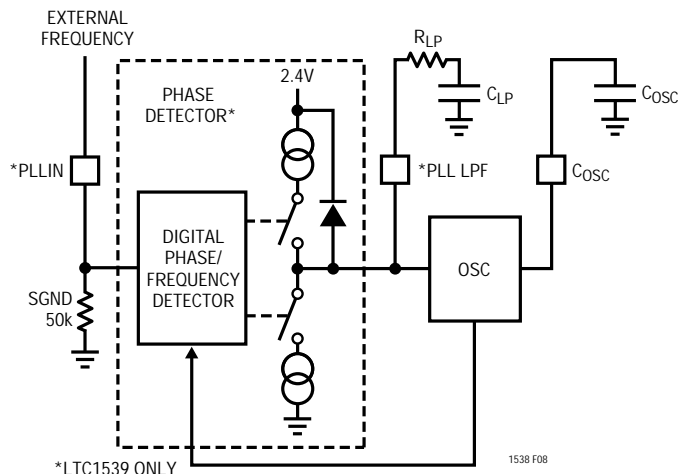 EXTERNAL
FREQUENCY
2.4V
PHASE
DETECTOR*
RLP
CLP
COSC
*PLLIN
*PLL LPF
COSC
DIGITAL
PHASE/
FREQUENCY
DETECTOR
OSC
SGND
50k
*LTC1539 ONLY
1538 F08